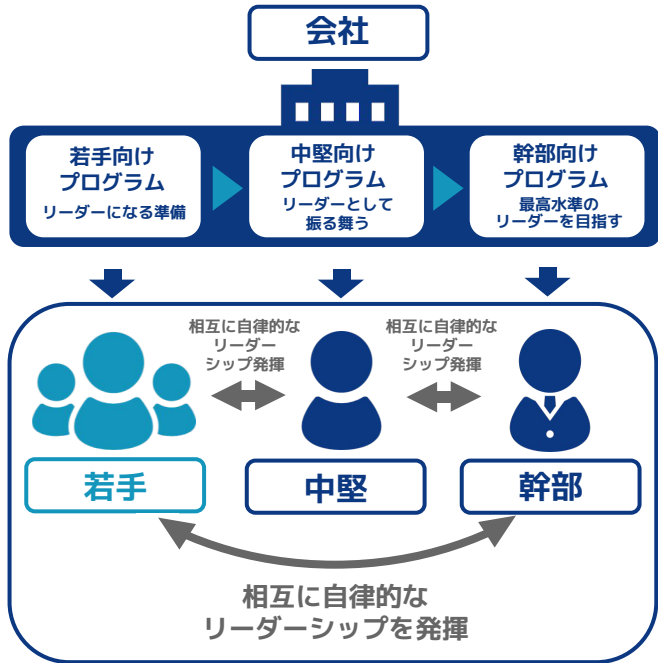 会社
若手向け
プログラム
リーダーになる準備
中堅向け
プログラム
リーダーとして
振る舞う
幹部向け
プログラム
最高水準の
リーダーを目指す
相互に自律的な
リーダー
シップ発揮
相互に自律的な
リーダー
シップ発揮
若手
中堅
幹部
相互に自律的な
リーダーシップを発揮